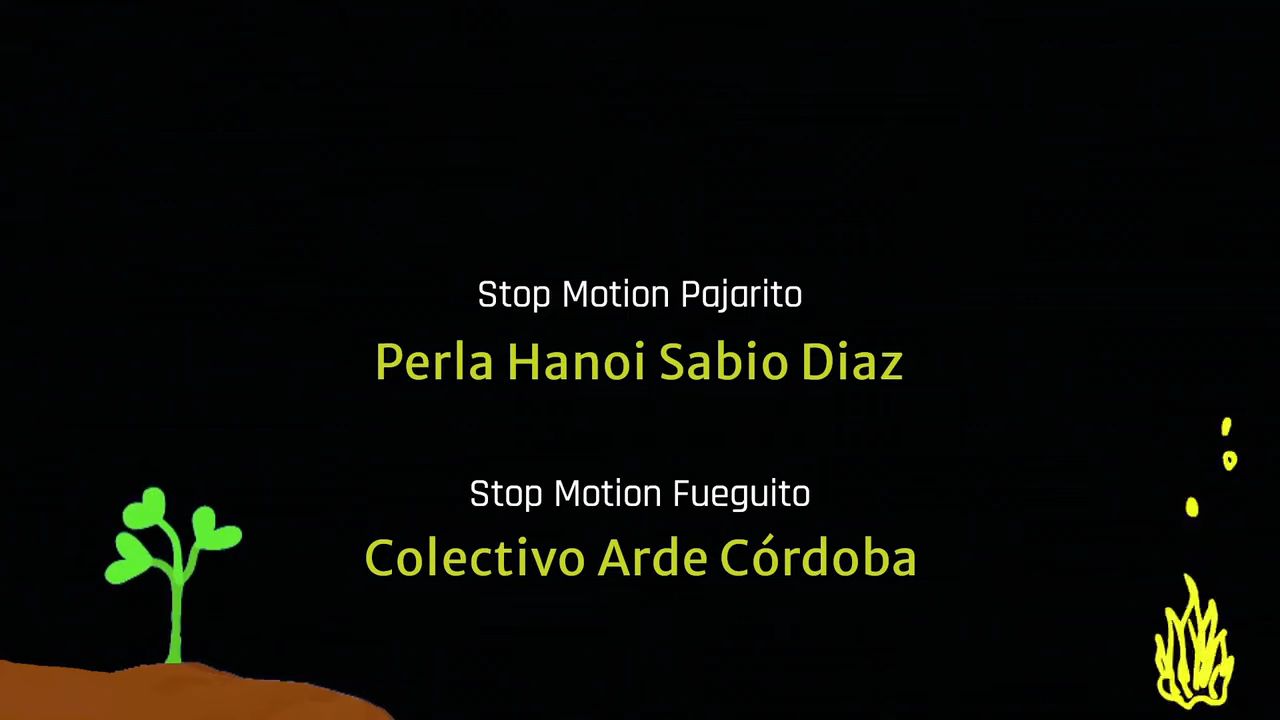 Stop Motion Pajarito
Perla Hanoi Sabio Diaz
Stop Motion Fueguito
Colectivo Arde Córdoba